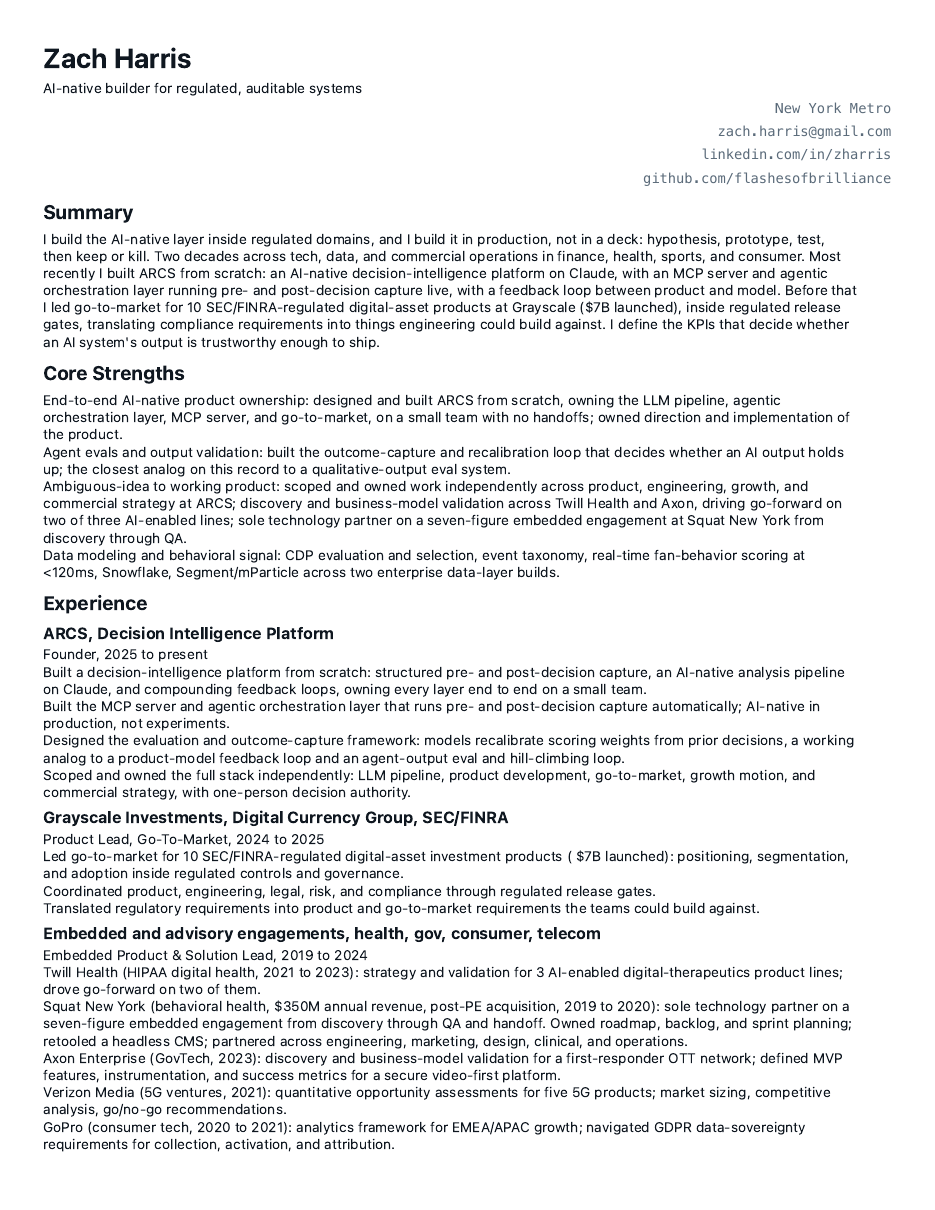 Zach Harris
AI-native builder for regulated, auditable systems
New York Metro
zach.harris@gmail.com
linkedin.com/in/zharris
github.com/flashesofbrilliance
Summary
I build the AI-native layer inside regulated domains, and I build it in production, not in a deck: hypothesis, prototype, test,
then keep or kill. Two decades across tech, data, and commercial operations in finance, health, sports, and consumer. Most
recently I built ARCS from scratch: an AI-native decision-intelligence platform on Claude, with an MCP server and agentic
orchestration layer running pre- and post-decision capture live, with a feedback loop between product and model. Before that
I led go-to-market for 10 SEC/FINRA-regulated digital-asset products at Grayscale ($7B launched), inside regulated release
gates, translating compliance requirements into things engineering could build against. I define the KPIs that decide whether
an AI system's output is trustworthy enough to ship.
Core Strengths
End-to-end AI-native product ownership: designed and built ARCS from scratch, owning the LLM pipeline, agentic
orchestration layer, MCP server, and go-to-market, on a small team with no handoffs; owned direction and implementation of
the product.
Agent evals and output validation: built the outcome-capture and recalibration loop that decides whether an AI output holds
up; the closest analog on this record to a qualitative-output eval system.
Ambiguous-idea to working product: scoped and owned work independently across product, engineering, growth, and
commercial strategy at ARCS; discovery and business-model validation across Twill Health and Axon, driving go-forward on
two of three AI-enabled lines; sole technology partner on a seven-figure embedded engagement at Squat New York from
discovery through QA.
Data modeling and behavioral signal: CDP evaluation and selection, event taxonomy, real-time fan-behavior scoring at
<120ms, Snowflake, Segment/mParticle across two enterprise data-layer builds.
Experience
ARCS, Decision Intelligence Platform
Founder, 2025 to present
Built a decision-intelligence platform from scratch: structured pre- and post-decision capture, an AI-native analysis pipeline
on Claude, and compounding feedback loops, owning every layer end to end on a small team.
Built the MCP server and agentic orchestration layer that runs pre- and post-decision capture automatically; AI-native in
production, not experiments.
Designed the evaluation and outcome-capture framework: models recalibrate scoring weights from prior decisions, a working
analog to a product-model feedback loop and an agent-output eval and hill-climbing loop.
Scoped and owned the full stack independently: LLM pipeline, product development, go-to-market, growth motion, and
commercial strategy, with one-person decision authority.
Grayscale Investments, Digital Currency Group, SEC/FINRA
Product Lead, Go-To-Market, 2024 to 2025
Led go-to-market for 10 SEC/FINRA-regulated digital-asset investment products ( $7B launched): positioning, segmentation,
and adoption inside regulated controls and governance.
Coordinated product, engineering, legal, risk, and compliance through regulated release gates.
Translated regulatory requirements into product and go-to-market requirements the teams could build against.
Embedded and advisory engagements, health, gov, consumer, telecom
Embedded Product & Solution Lead, 2019 to 2024
Twill Health (HIPAA digital health, 2021 to 2023): strategy and validation for 3 AI-enabled digital-therapeutics product lines;
drove go-forward on two of them.
Squat New York (behavioral health, $350M annual revenue, post-PE acquisition, 2019 to 2020): sole technology partner on a
seven-figure embedded engagement from discovery through QA and handoff. Owned roadmap, backlog, and sprint planning;
retooled a headless CMS; partnered across engineering, marketing, design, clinical, and operations.
Axon Enterprise (GovTech, 2023): discovery and business-model validation for a first-responder OTT network; defined MVP
features, instrumentation, and success metrics for a secure video-first platform.
Verizon Media (5G ventures, 2021): quantitative opportunity assessments for five 5G products; market sizing, competitive
analysis, go/no-go recommendations.
GoPro (consumer tech, 2020 to 2021): analytics framework for EMEA/APAC growth; navigated GDPR data-sovereignty
requirements for collection, activation, and attribution.